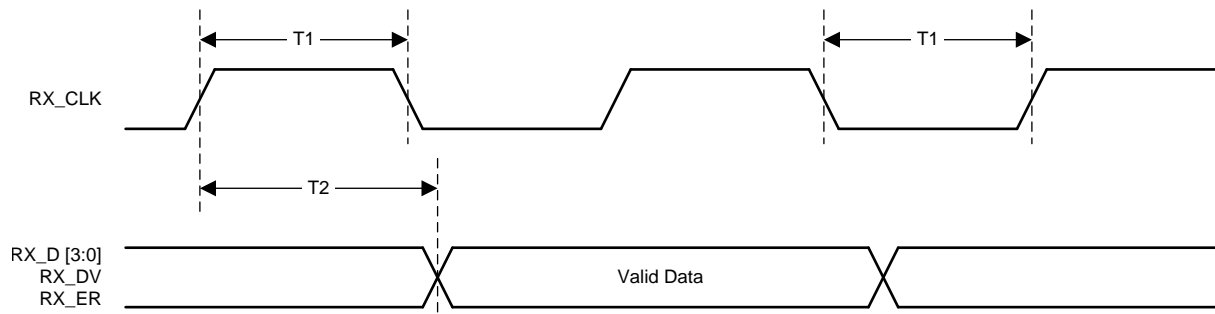 T1
T1
RX_CLK
T2
RX_D [3:0]
RX_DV
RX_ER
Valid Data